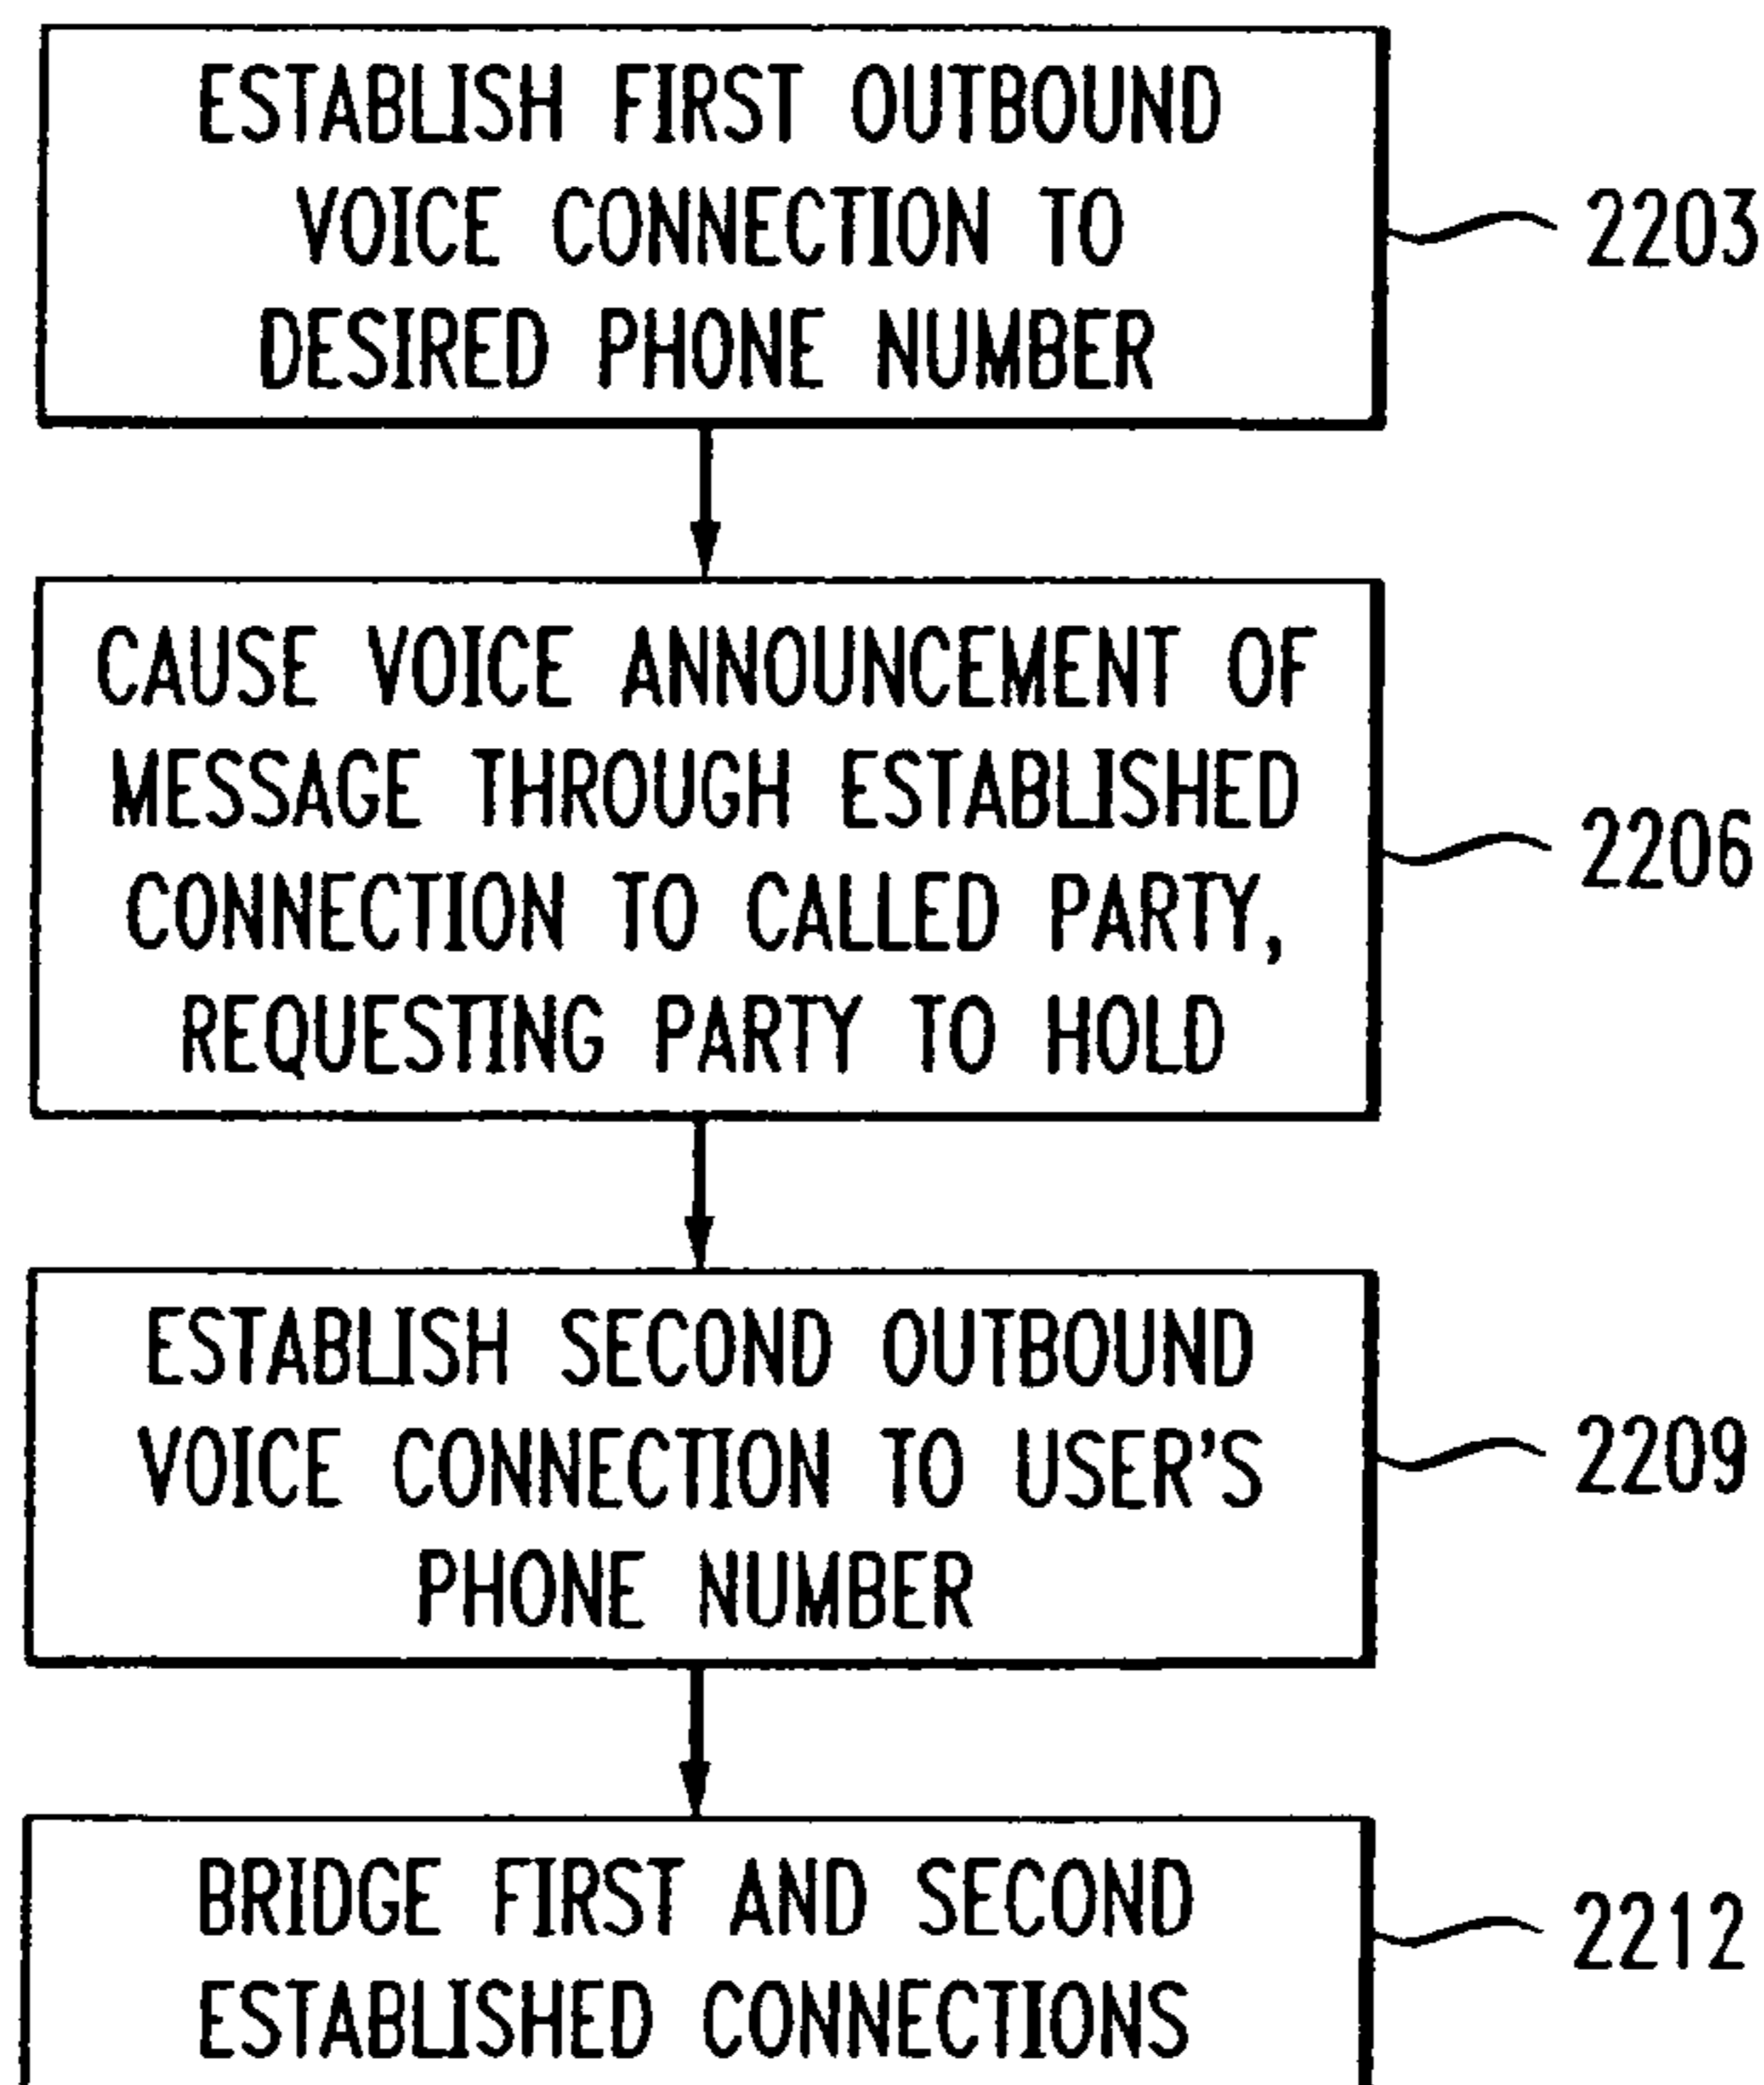 ESTABLISH FIRST OUTBOUND
VOICE CONNECTION TO
DESIRED PHONE NUMBER
2203
CAUSE VOICE ANNOUNCEMENT OF
MESSAGE THROUGH ESTABLISHED
CONNECTION TO CALLED PARTY,
REQUESTING PARTY TO HOLD
2206
ESTABLISH SECOND OUTBOUND
VOICE CONNECTION TO USER'S
PHONE NUMBER
2209
BRIDGE FIRST AND SECOND
ESTABLISHED CONNECTIONS
2212